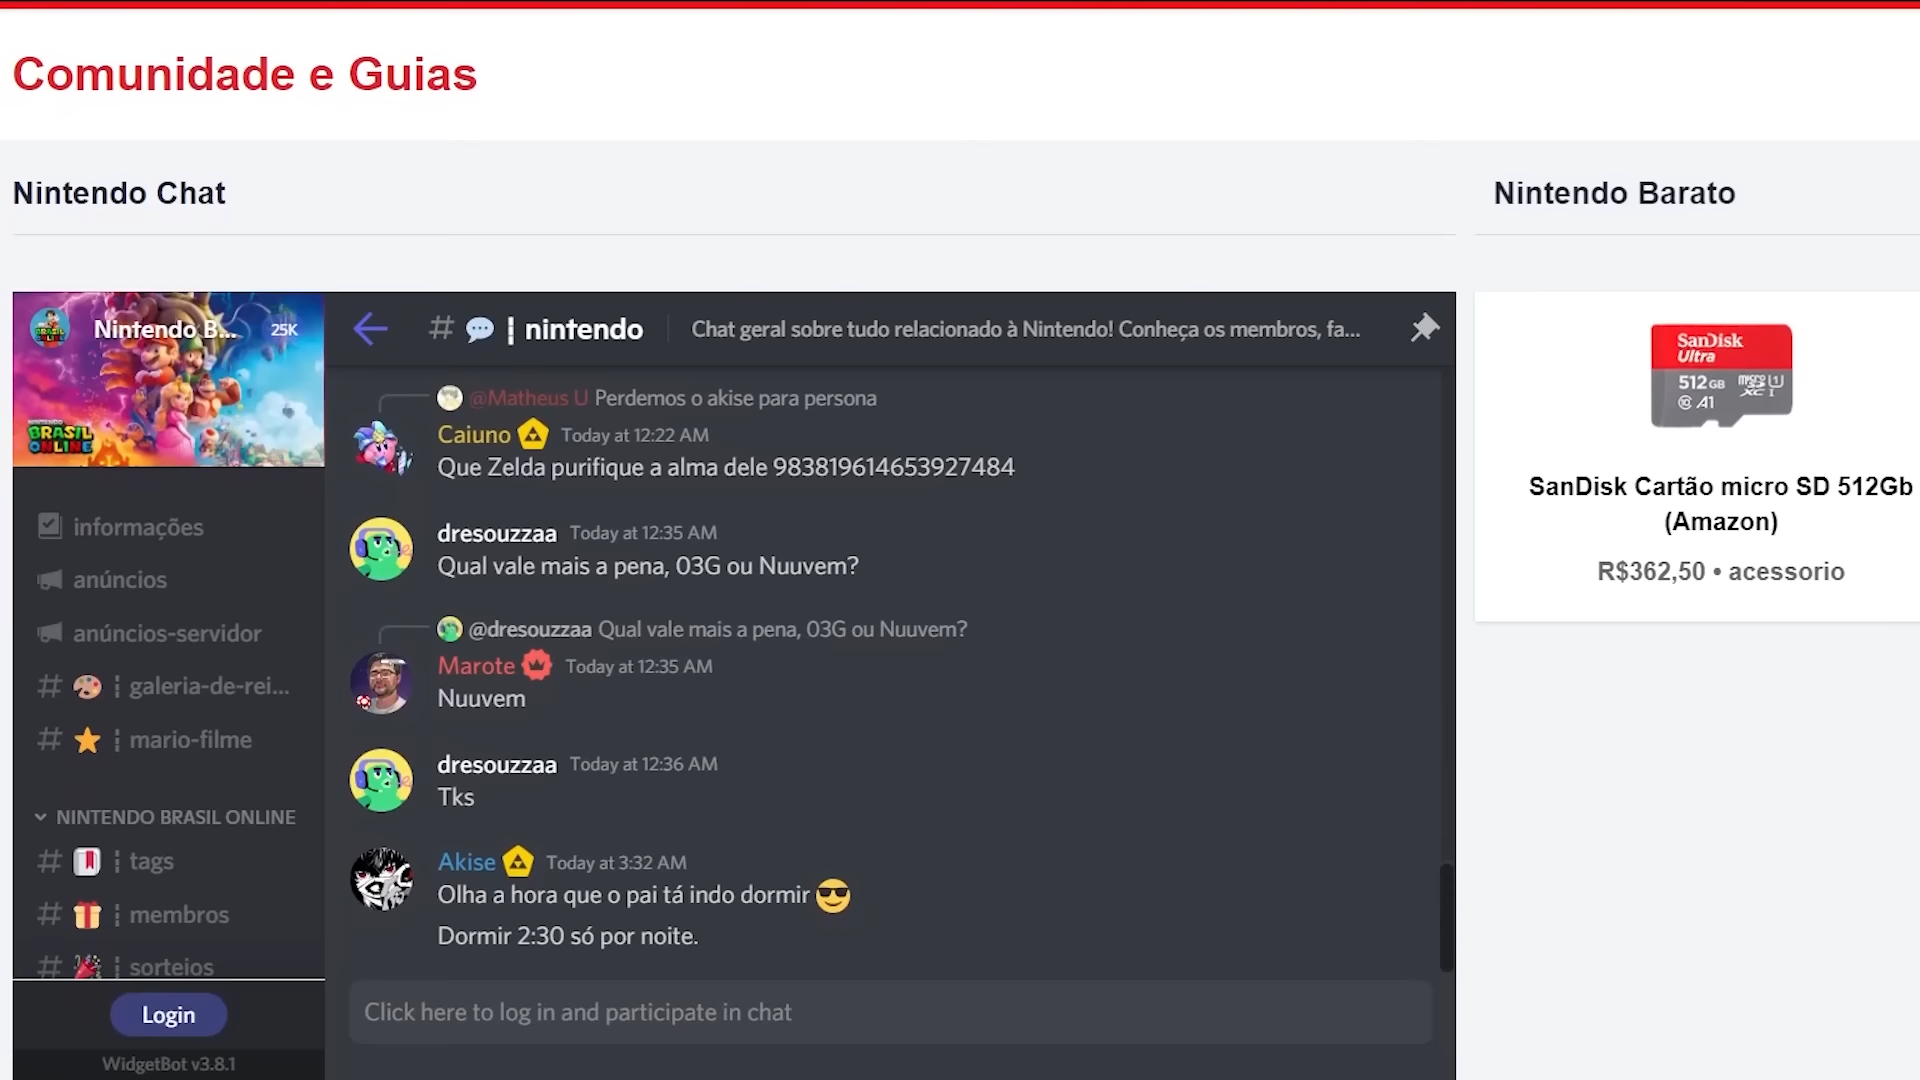 Comunidade e Guias
Nintendo Chat
Nintendo Barato
Nintendo B... 25K
NINTENDO
BRASIL
ONLINE
informações
anúncios
anúncios-servidor
# ┆ galeria-de-rei...
# ┆ mario-filme
NINTENDO BRASIL ONLINE
# ┆ tags
# ┆ membros
# ┆ sorteios
Login
WidgetBot v3.8.1
# 💬 ┆ nintendo Chat geral sobre tudo relacionado à Nintendo! Conheça os membros, fa...
@Matheus U Perdemos o akise para persona
Caiuno Today at 12:22 AM
Que Zelda purifique a alma dele 983819614653927484
dresouzzaa Today at 12:35 AM
Qual vale mais a pena, 03G ou Nuuvem?
@dresouzzaa Qual vale mais a pena, 03G ou Nuuvem?
Marote Today at 12:35 AM
Nuuvem
dresouzzaa Today at 12:36 AM
Tks
Akise Today at 3:32 AM
Olha a hora que o pai tá indo dormir 😎
Dormir 2:30 só por noite.
Click here to log in and participate in chat
SanDisk
Ultra
512GB micro XC I U1
C10 A1
SanDisk Cartão micro SD 512Gb
(Amazon)
R$362,50 • acessorio